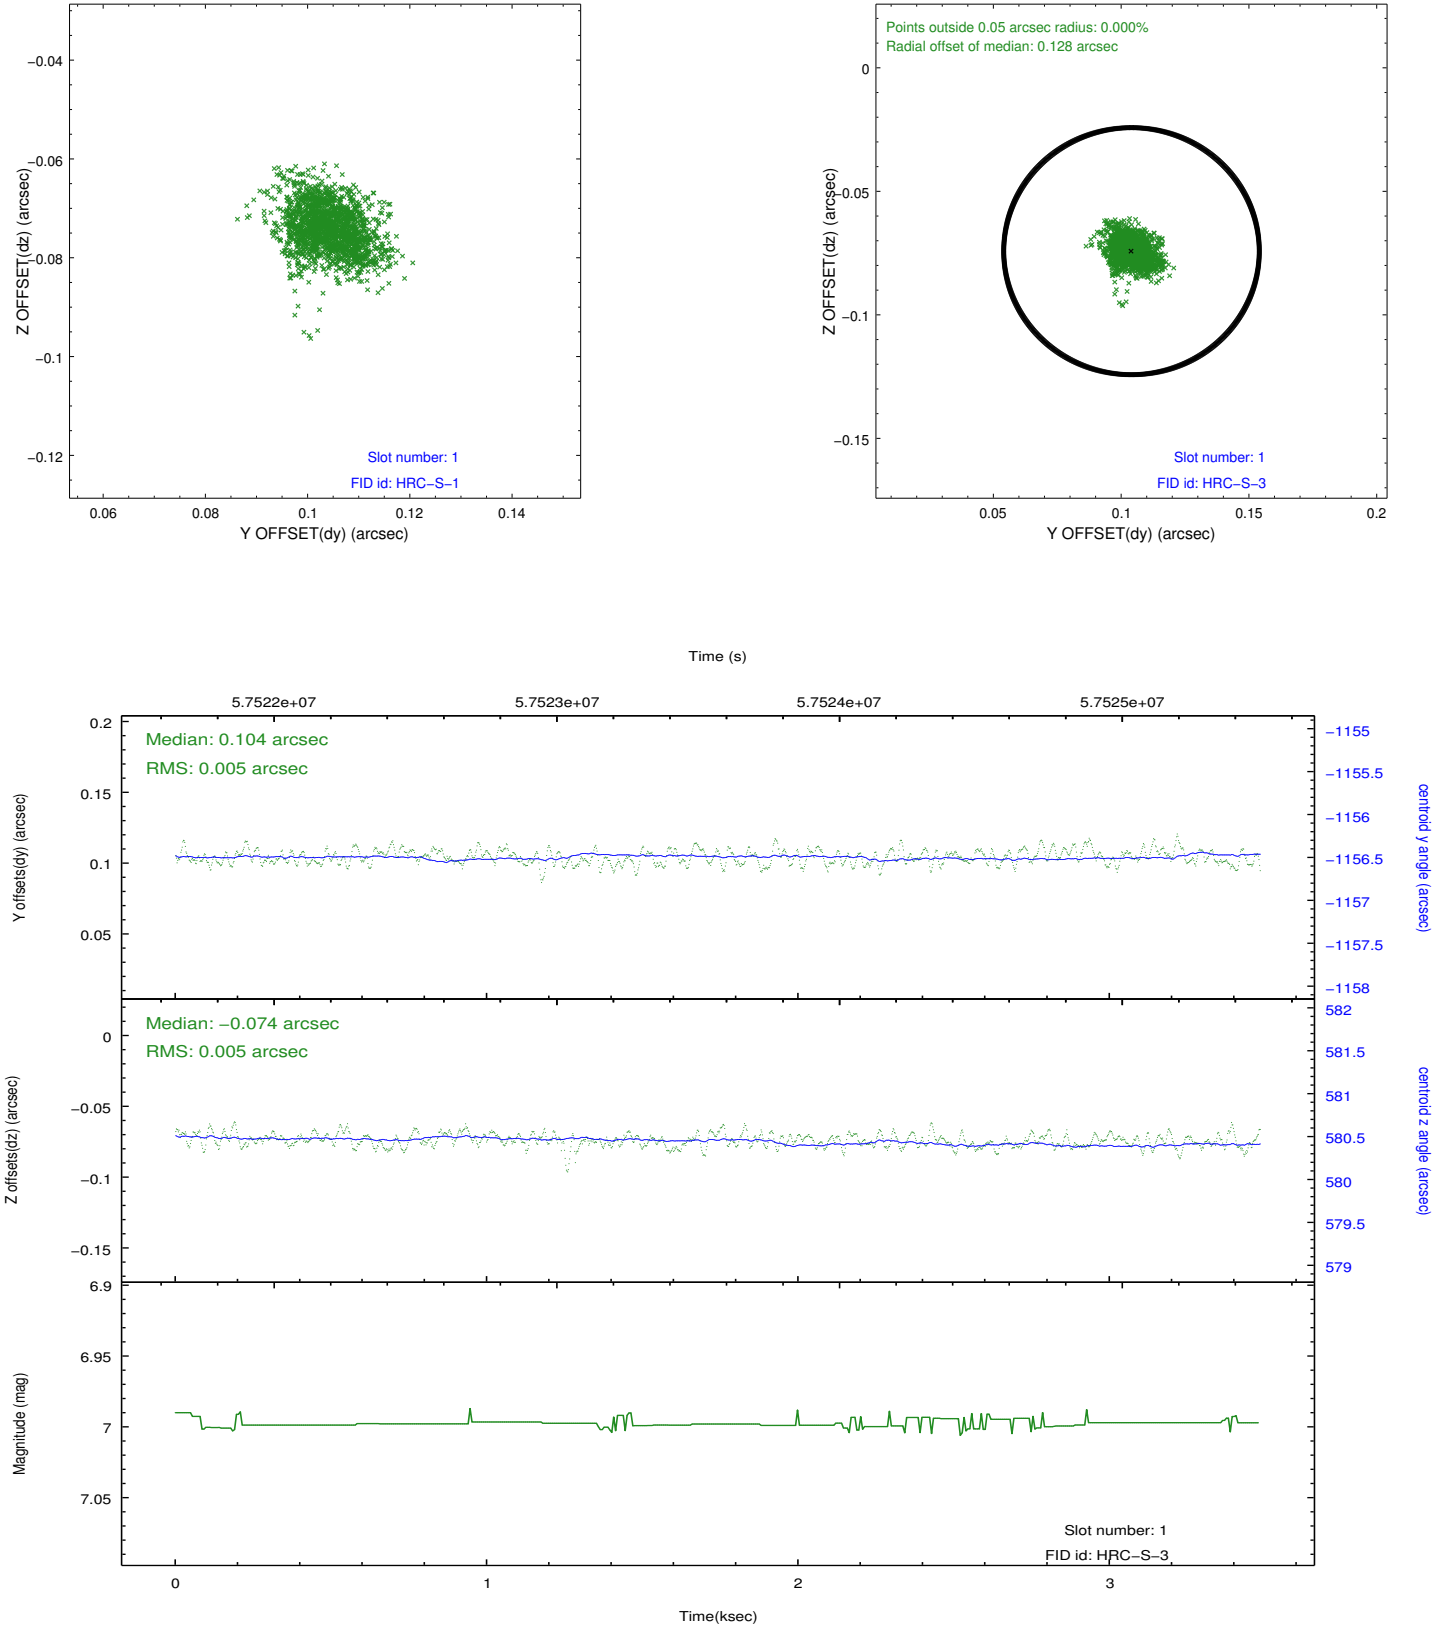 −0.04
−0.06
−0.08
−0.1
−0.12
Z OFFSET(dz) (arcsec)
Slot number: 1
FID id: HRC−S−1
0.06 0.08 0.1 0.12 0.14
Y OFFSET(dy) (arcsec)
Points outside 0.05 arcsec radius: 0.000%
Radial offset of median: 0.128 arcsec
0
−0.05
−0.1
−0.15
Z OFFSET(dz) (arcsec)
Slot number: 1
FID id: HRC−S−3
0.05 0.1 0.15 0.2
Y OFFSET(dy) (arcsec)
Time (s)
5.7522e+07 5.7523e+07 5.7524e+07 5.7525e+07
Median: 0.104 arcsec
RMS: 0.005 arcsec
0.2
0.15
0.1
0.05
Y offsets(dy) (arcsec)
−1155
−1155.5
−1156
−1156.5
−1157
−1157.5
−1158
centroid y angle (arcsec)
Median: −0.074 arcsec
RMS: 0.005 arcsec
0
−0.05
−0.1
−0.15
Z offsets(dz) (arcsec)
582
581.5
581
580.5
580
579.5
579
centroid z angle (arcsec)
6.9
6.95
7
7.05
Magnitude (mag)
Slot number: 1
FID id: HRC−S−3
0 1 2 3
Time(ksec)